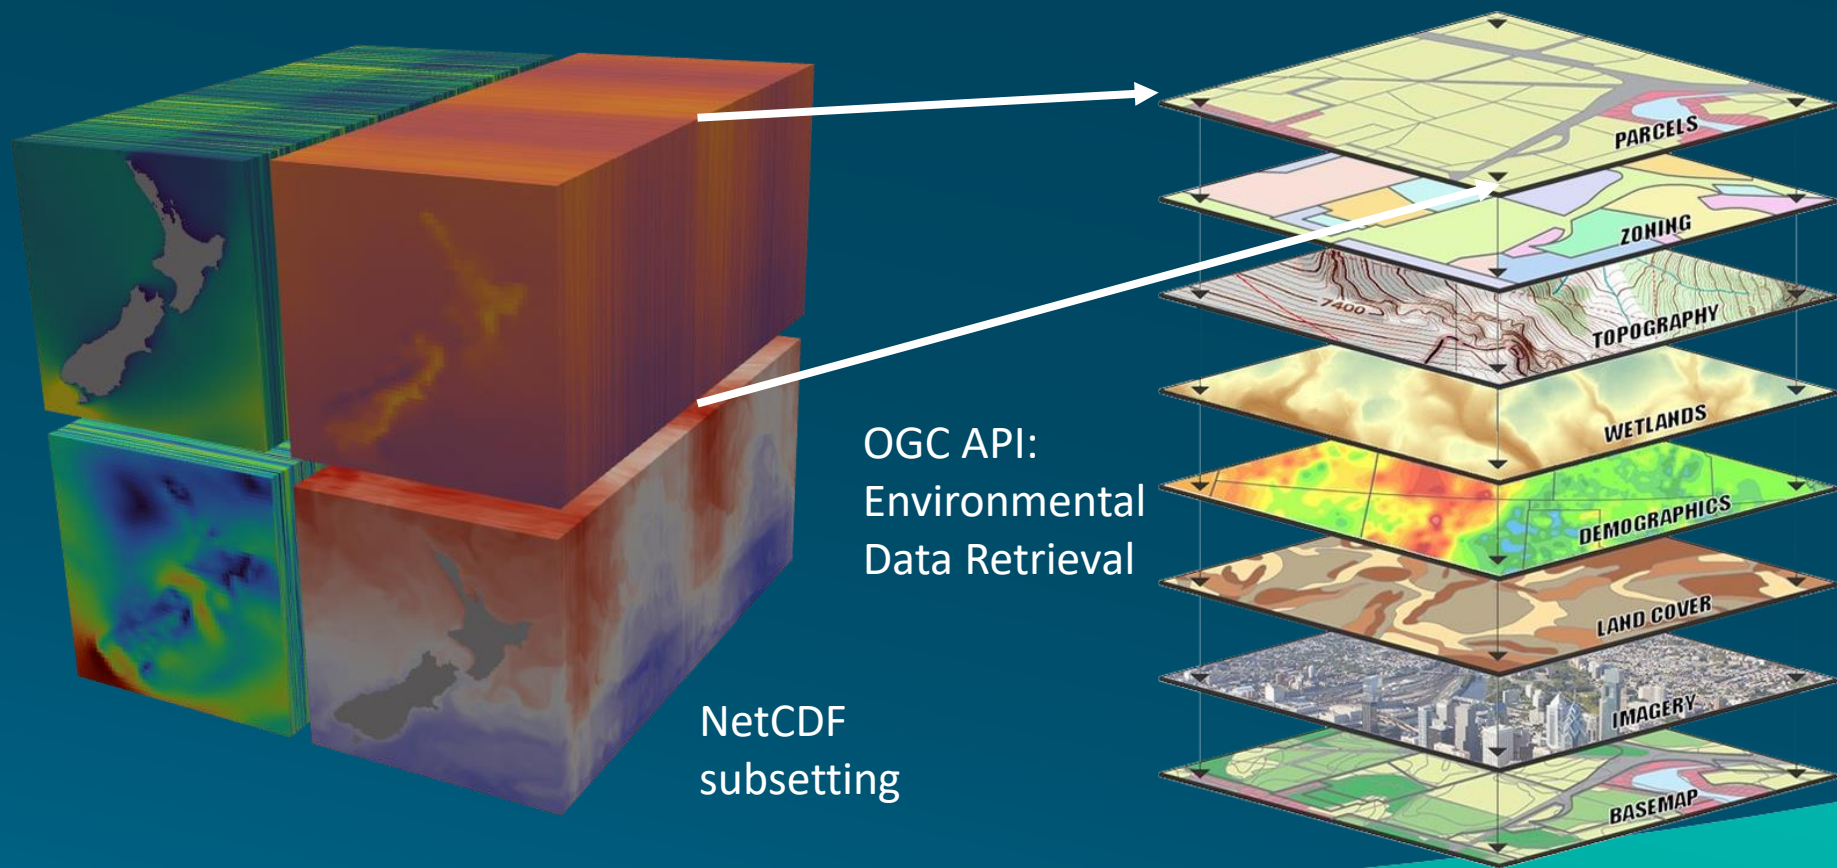 PARCELS
ZONING
7400
TOPOGRAPHY
WETLANDS
OGC API:
Environmental
Data Retrieval
DEMOGRAPHICS
LAND COVER
NetCDF
subsetting
IMAGERY
BASEMAP